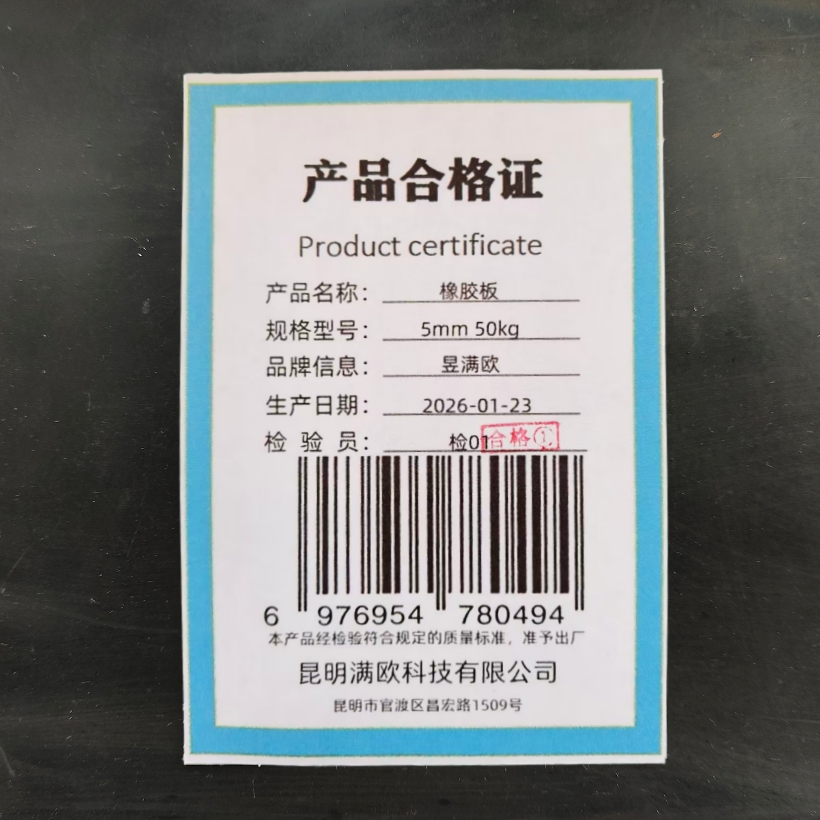 产品合格证
Product certificate
产品名称：橡胶板
规格型号：5mm 50kg
品牌信息：昱满欧
生产日期：2026-01-23
检 验 员：检01 合格①
6 976954 780494
本产品经检验符合规定的质量标准，准予出厂
昆明满欧科技有限公司
昆明市官渡区昌宏路1509号